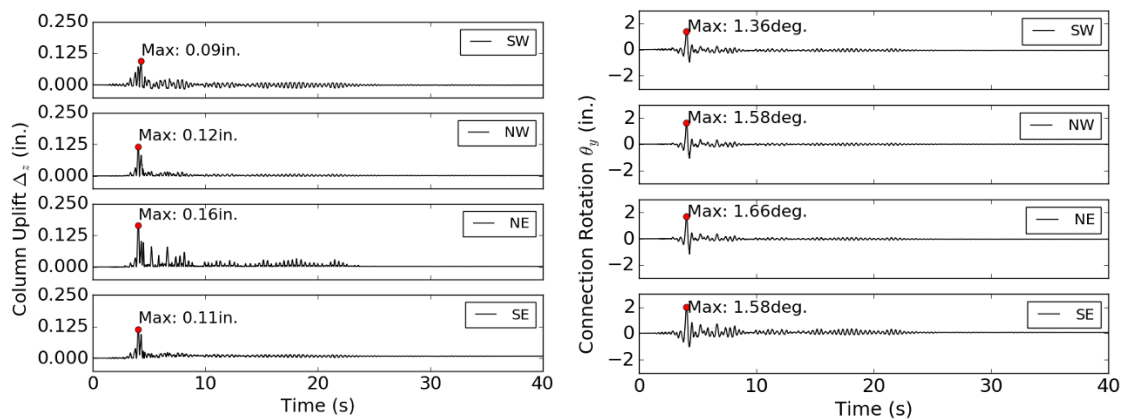 Column Uplift Δz (in.)
0.250
0.125
0.000
Max: 0.09in.
SW
0.250
0.125
0.000
Max: 0.12in.
NW
0.250
0.125
0.000
Max: 0.16in.
NE
0.250
0.125
0.000
Max: 0.11in.
SE
0 10 20 30 40
Time (s)
Connection Rotation θy (in.)
2
0
−2
Max: 1.36deg.
SW
2
0
−2
Max: 1.58deg.
NW
2
0
−2
Max: 1.66deg.
NE
2
0
−2
Max: 1.58deg.
SE
0 10 20 30 40
Time (s)